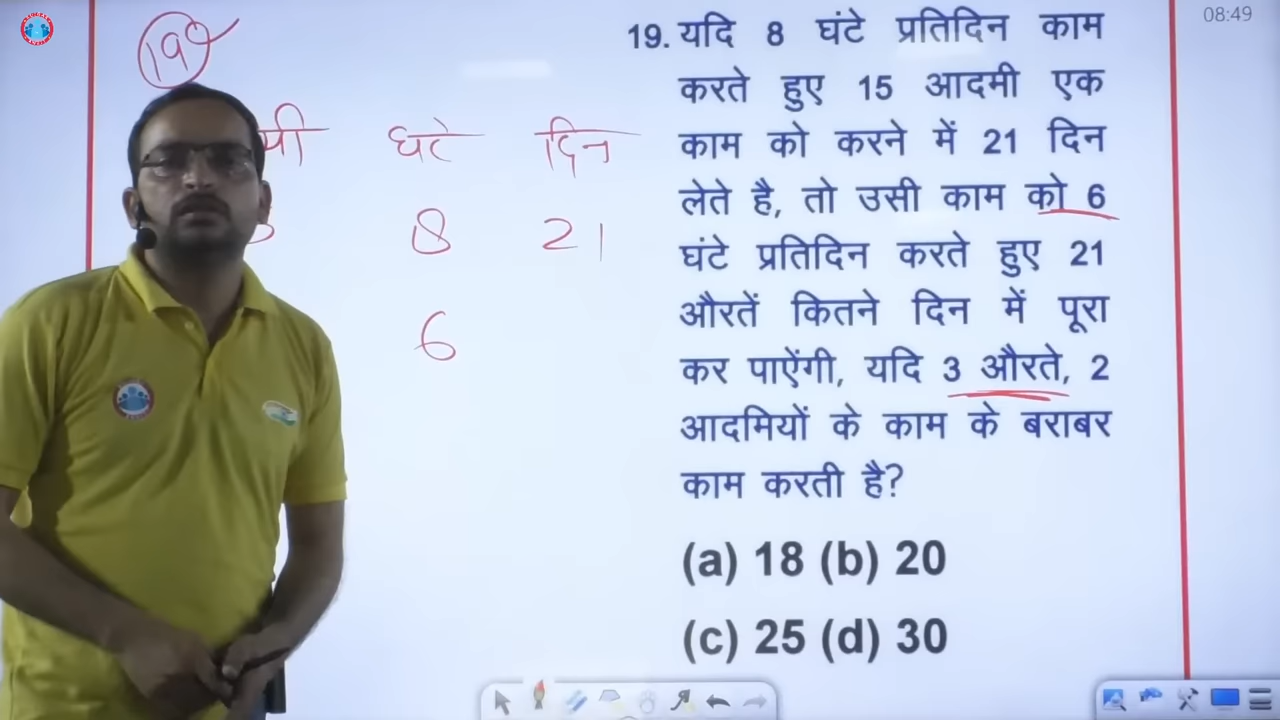 08:49
19
घंटे दिन
8 21
6
19. यदि 8 घंटे प्रतिदिन काम
करते हुए 15 आदमी एक
काम को करने में 21 दिन
लेते है, तो उसी काम को 6
घंटे प्रतिदिन करते हुए 21
औरतें कितने दिन में पूरा
कर पाऐंगी, यदि 3 औरते, 2
आदमियों के काम के बराबर
काम करती है?
(a) 18 (b) 20
(c) 25 (d) 30